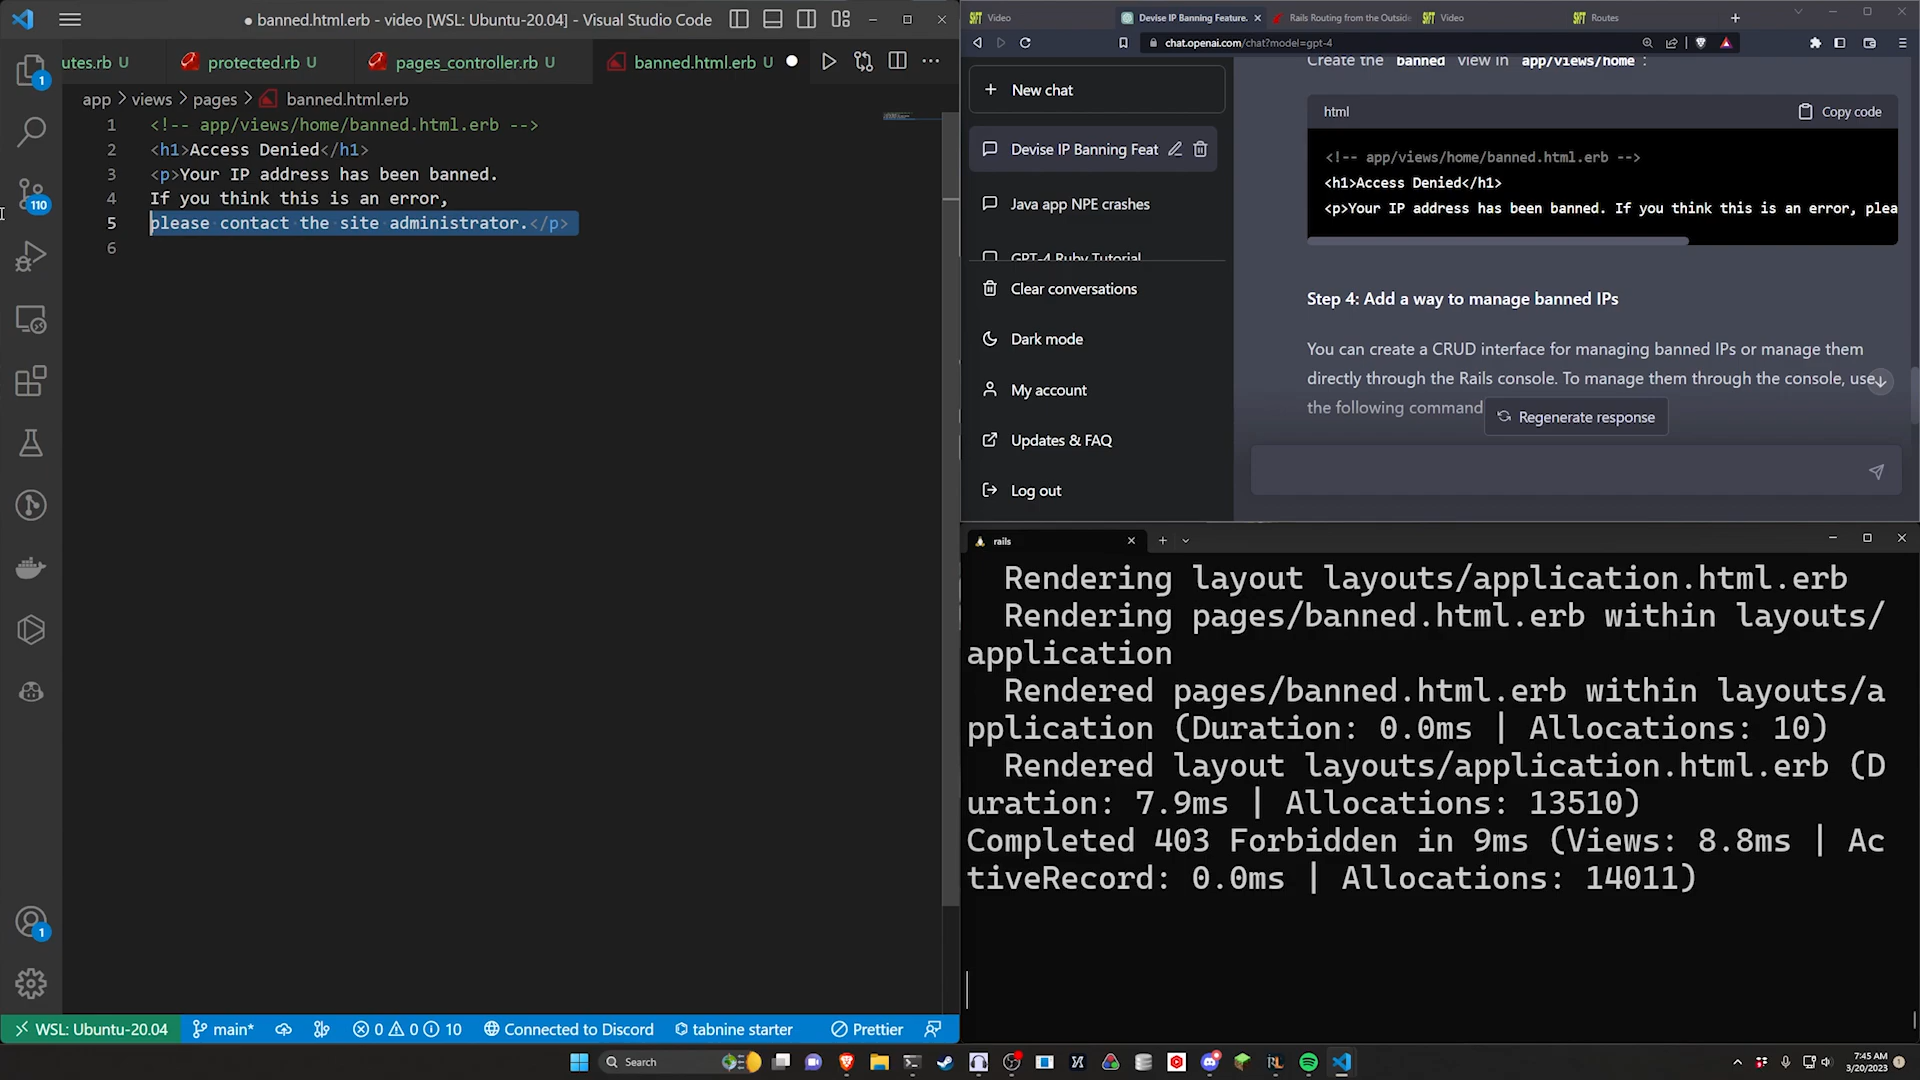 banned.html.erb - video [WSL: Ubuntu-20.04] - Visual Studio Code
utes.rb U
protected.rb U
pages_controller.rb U
banned.html.erb U
app > views > pages > banned.html.erb
1 <!-- app/views/home/banned.html.erb -->
2 <h1>Access Denied</h1>
3 <p>Your IP address has been banned.
4 If you think this is an error,
5 please contact the site administrator.</p>
6
1
110
1
WSL: Ubuntu-20.04
main*
0 0 10
Connected to Discord
tabnine starter
Prettier
Video
Devise IP Banning Feature.
Rails Routing from the Outsid
Video
Routes
chat.openai.com/chat?model=gpt-4
New chat
Devise IP Banning Feat
Java app NPE crashes
GPT-4 Ruby Tutorial
Clear conversations
Dark mode
My account
Updates & FAQ
Log out
Create the banned view in app/views/home :
html
Copy code
<!-- app/views/home/banned.html.erb -->
<h1>Access Denied</h1>
<p>Your IP address has been banned. If you think this is an error, plea
Step 4: Add a way to manage banned IPs
You can create a CRUD interface for managing banned IPs or manage them
directly through the Rails console. To manage them through the console, use
the following command
Regenerate response
rails
Rendering layout layouts/application.html.erb
Rendering pages/banned.html.erb within layouts/
application
Rendered pages/banned.html.erb within layouts/a
pplication (Duration: 0.0ms | Allocations: 10)
Rendered layout layouts/application.html.erb (D
uration: 7.9ms | Allocations: 13510)
Completed 403 Forbidden in 9ms (Views: 8.8ms | Ac
tiveRecord: 0.0ms | Allocations: 14011)
Search
7:45 AM
3/20/2023